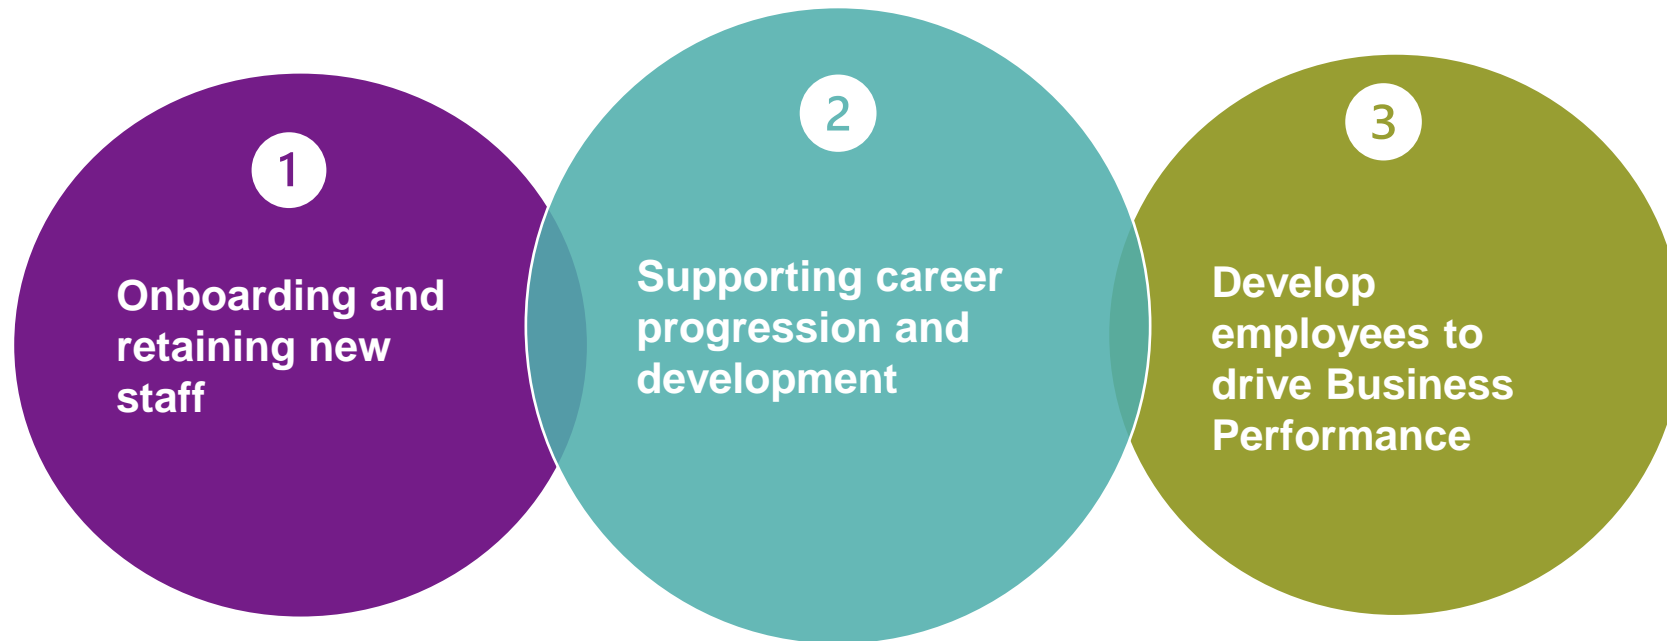 1
Onboarding and
retaining new
staff
2
Supporting career
progression and
development
3
Develop
employees to
drive Business
Performance